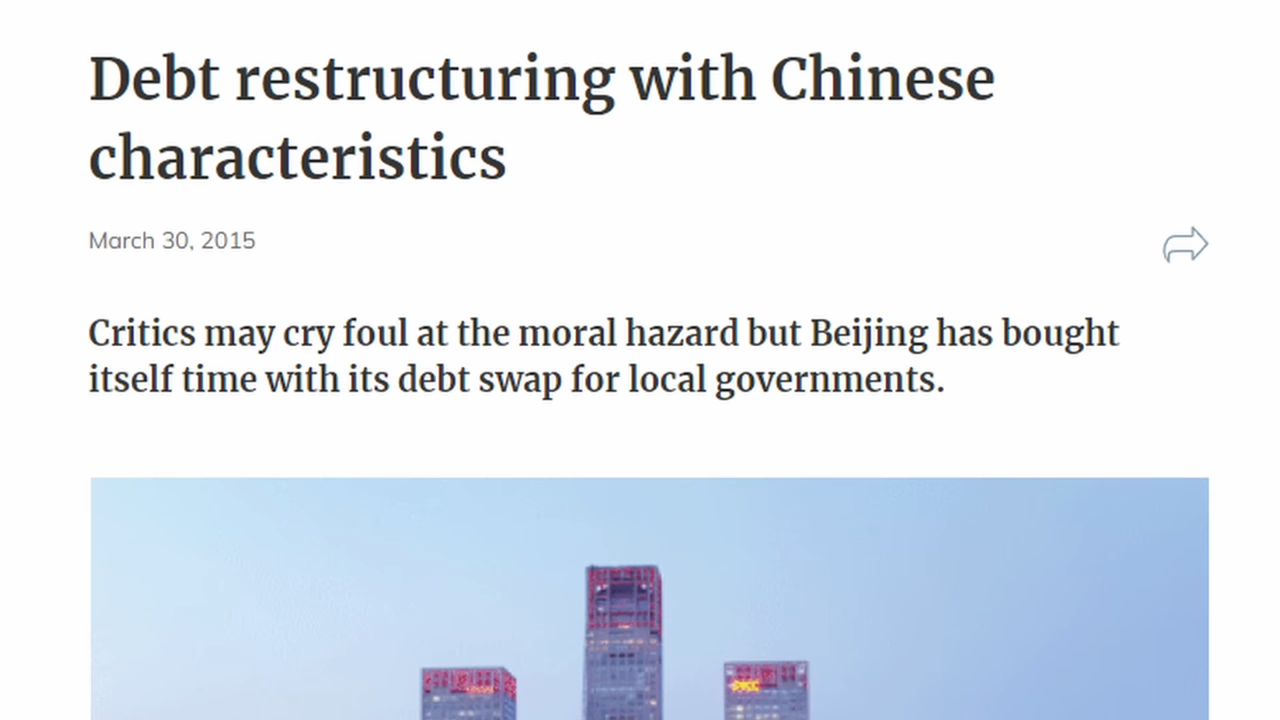 Debt restructuring with Chinese
characteristics
March 30, 2015
Critics may cry foul at the moral hazard but Beijing has bought
itself time with its debt swap for local governments.